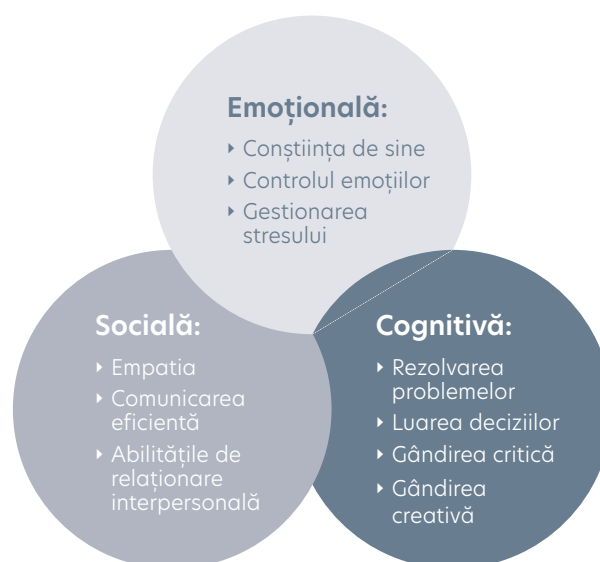 Emoțională:
Conștiința de sine
Controlul emoțiilor
Gestionarea
stresului
Socială:
Empatia
Comunicarea
eficientă
Abilitățile de
relaționare
interpersonală
Cognitivă:
Rezolvarea
problemelor
Luarea deciziilor
Gândirea critică
Gândirea
creativă